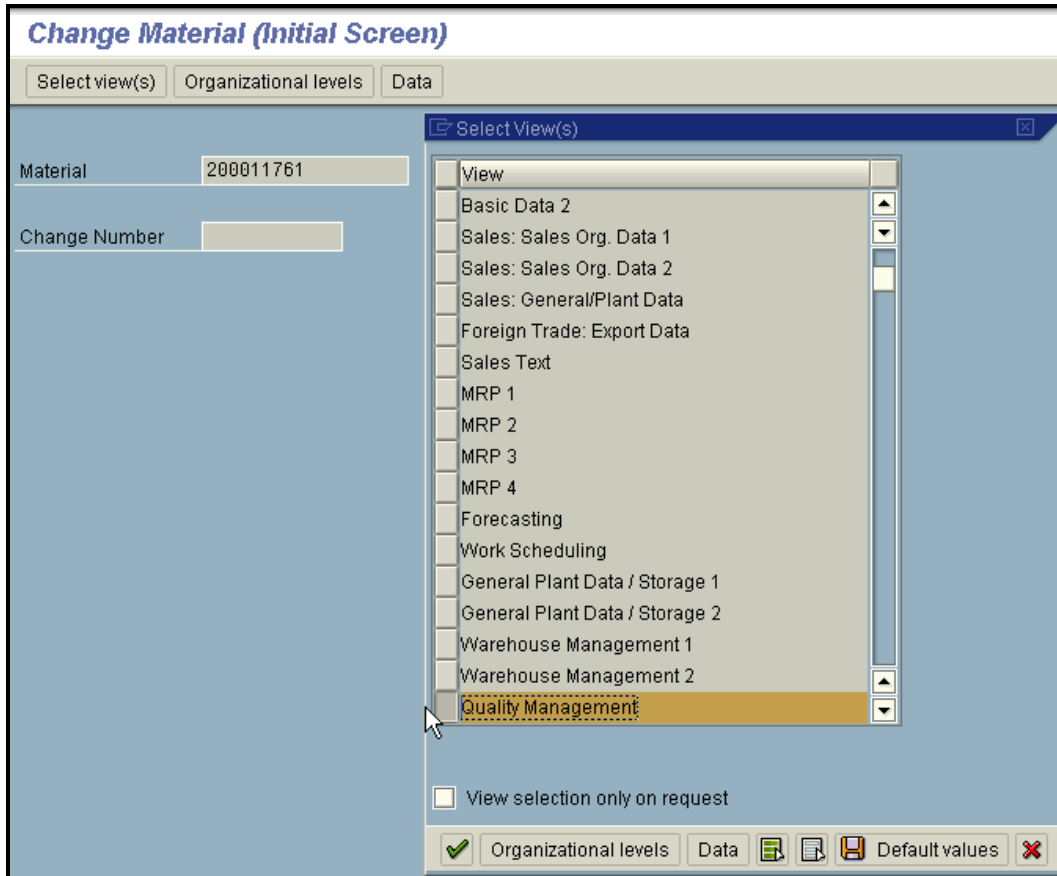 Change Material (Initial Screen)
Select view(s) Organizational levels Data
Select View(s)
Material 200011761
Change Number
View
Basic Data 2
Sales: Sales Org. Data 1
Sales: Sales Org. Data 2
Sales: General/Plant Data
Foreign Trade: Export Data
Sales Text
MRP 1
MRP 2
MRP 3
MRP 4
Forecasting
Work Scheduling
General Plant Data / Storage 1
General Plant Data / Storage 2
Warehouse Management 1
Warehouse Management 2
Quality Management
View selection only on request
Organizational levels Data Default values